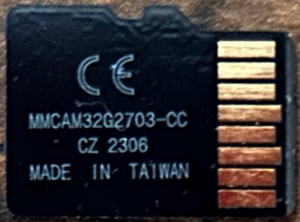 CE
MMCAM32G2703-CC
CZ 2306
MADE IN TAIWAN